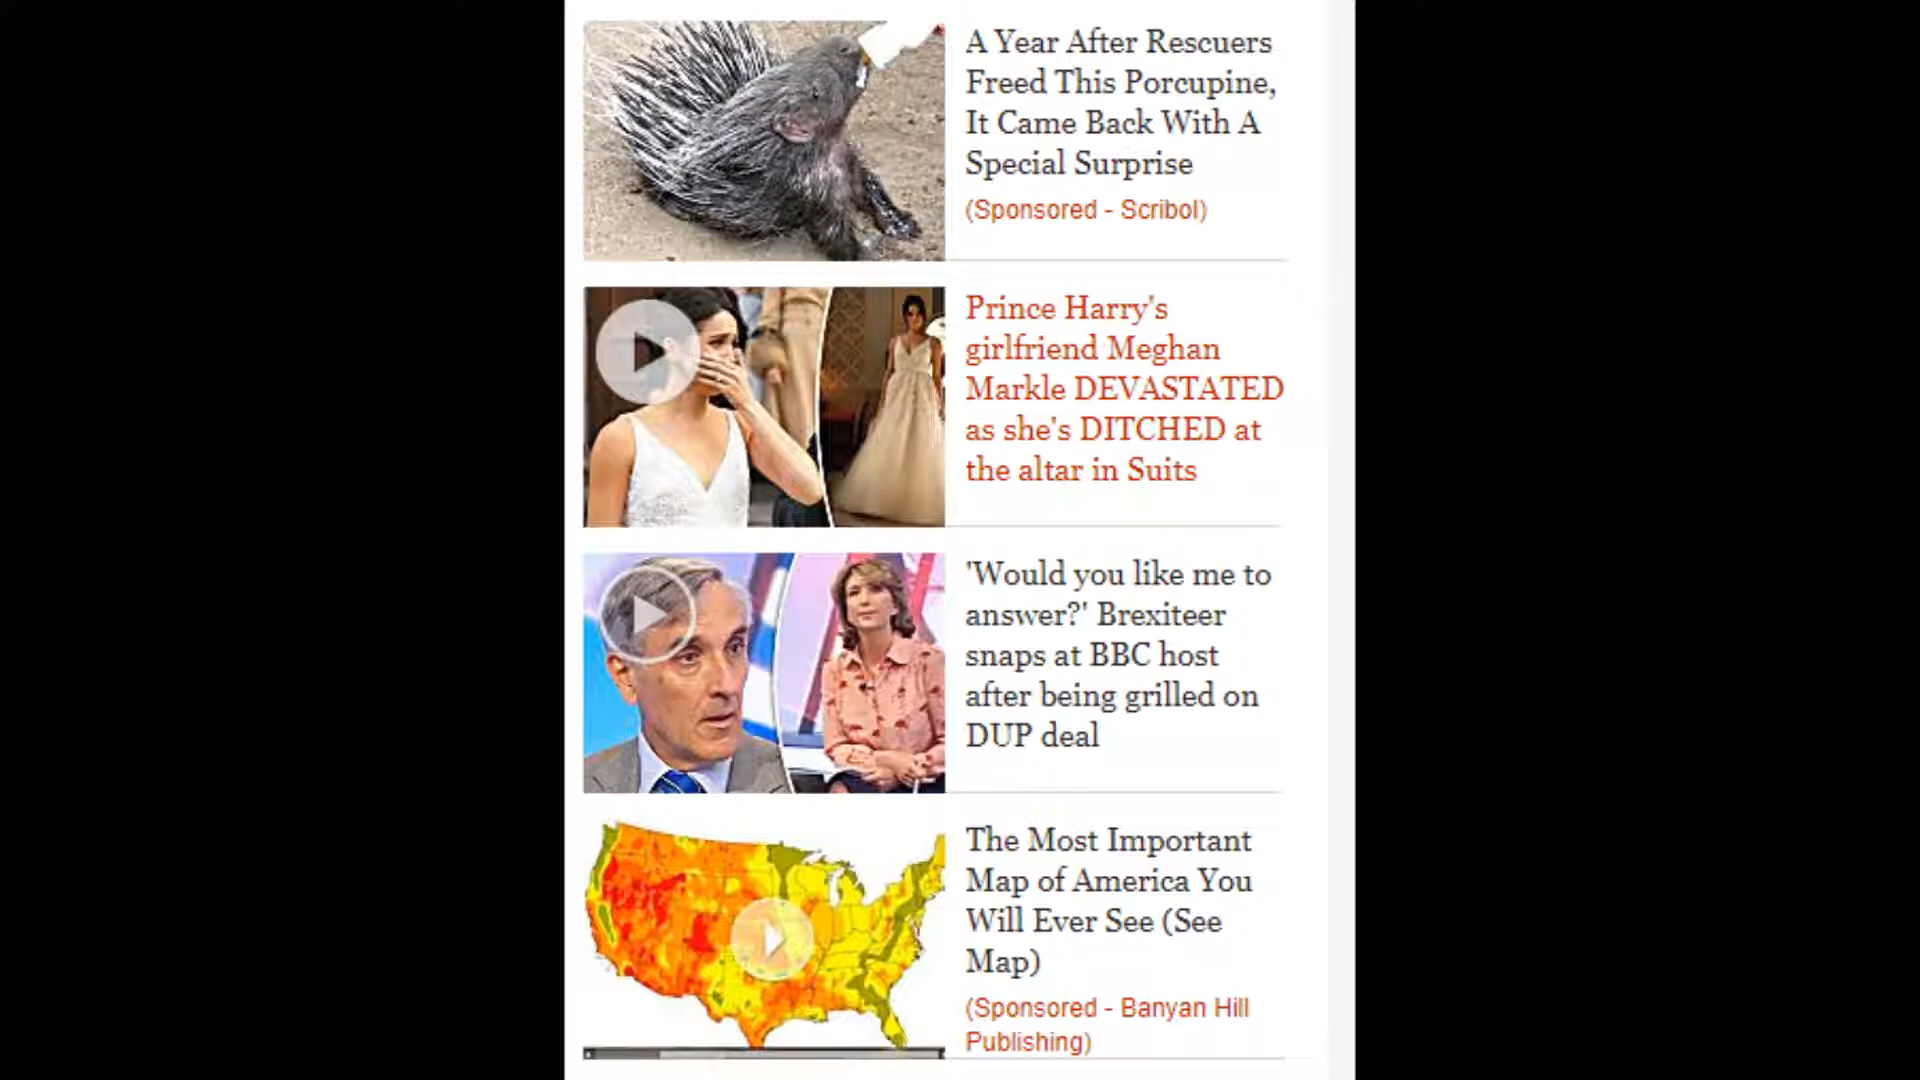 A Year After Rescuers
Freed This Porcupine,
It Came Back With A
Special Surprise
(Sponsored - Scribol)
Prince Harry's
girlfriend Meghan
Markle DEVASTATED
as she's DITCHED at
the altar in Suits
'Would you like me to
answer?' Brexiteer
snaps at BBC host
after being grilled on
DUP deal
The Most Important
Map of America You
Will Ever See (See
Map)
(Sponsored - Banyan Hill
Publishing)